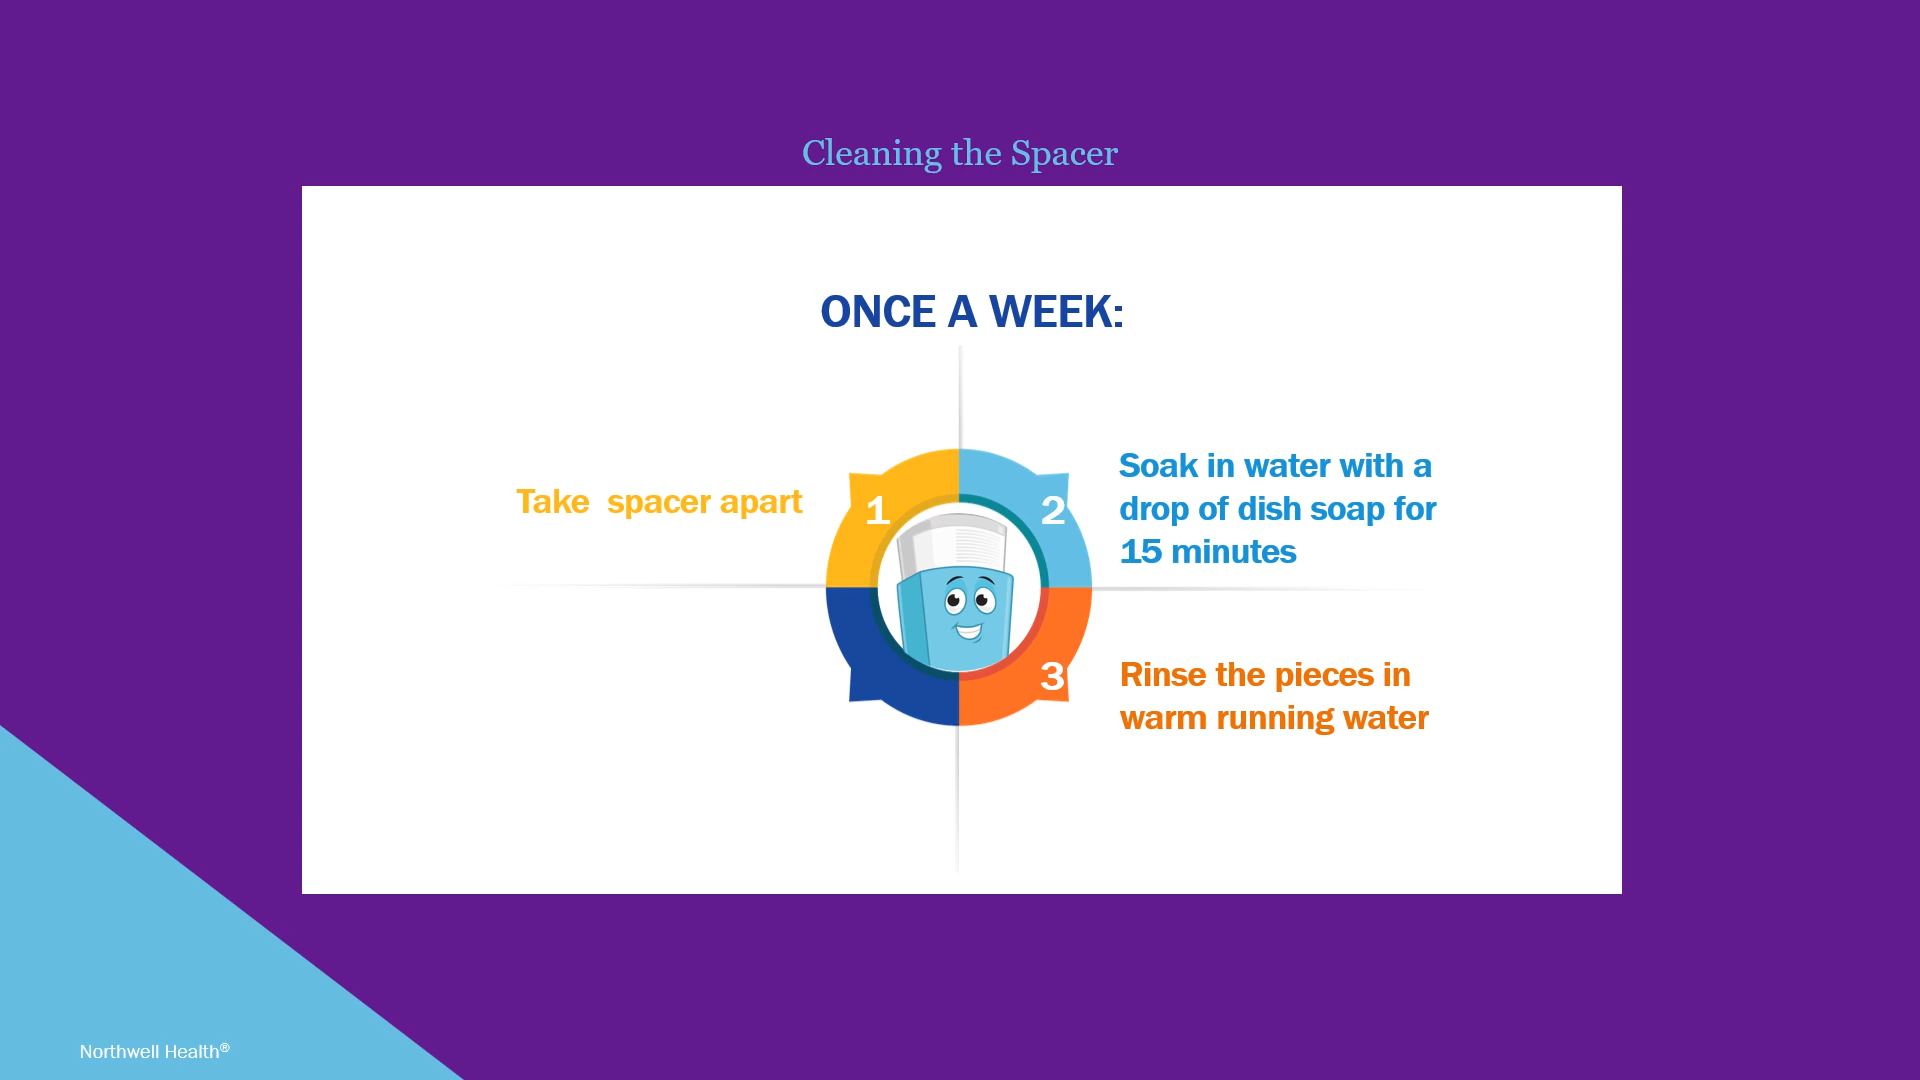 Cleaning the Spacer
ONCE A WEEK:
1
Take  spacer apart
2
Soak in water with a
drop of dish soap for
15 minutes
3
Rinse the pieces in
warm running water
Northwell Health®